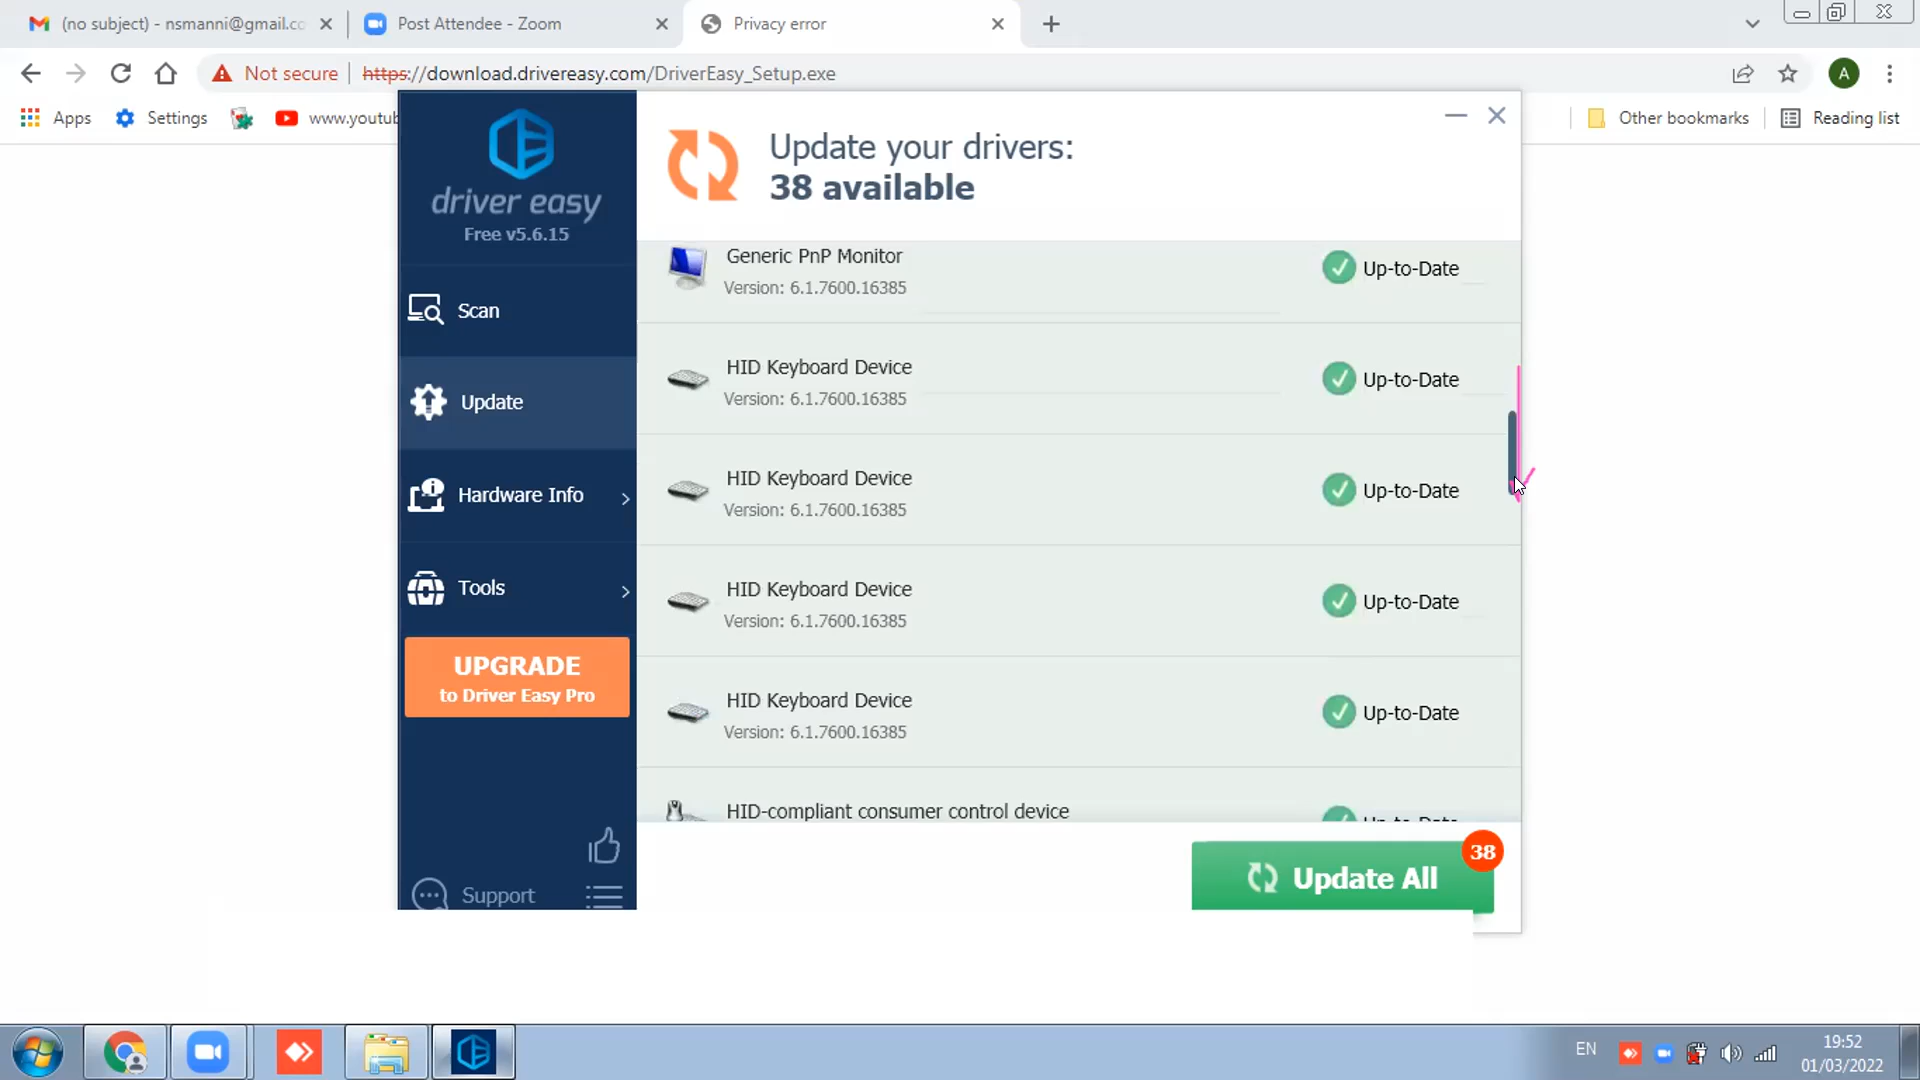 (no subject) - nsmanni@gmail.co
Post Attendee - Zoom
Privacy error
Not secure
https://download.drivereasy.com/DriverEasy_Setup.exe
A
Apps
Settings
www.youtub
Other bookmarks
Reading list
driver easy
Free v5.6.15
Scan
Update
Hardware Info
Tools
UPGRADE
to Driver Easy Pro
Support
Update your drivers:
38 available
Generic PnP Monitor
Version: 6.1.7600.16385
Up-to-Date
HID Keyboard Device
Version: 6.1.7600.16385
Up-to-Date
HID Keyboard Device
Version: 6.1.7600.16385
Up-to-Date
HID Keyboard Device
Version: 6.1.7600.16385
Up-to-Date
HID Keyboard Device
Version: 6.1.7600.16385
Up-to-Date
HID-compliant consumer control device
Up-to-Date
38
Update All
EN
19:52
01/03/2022